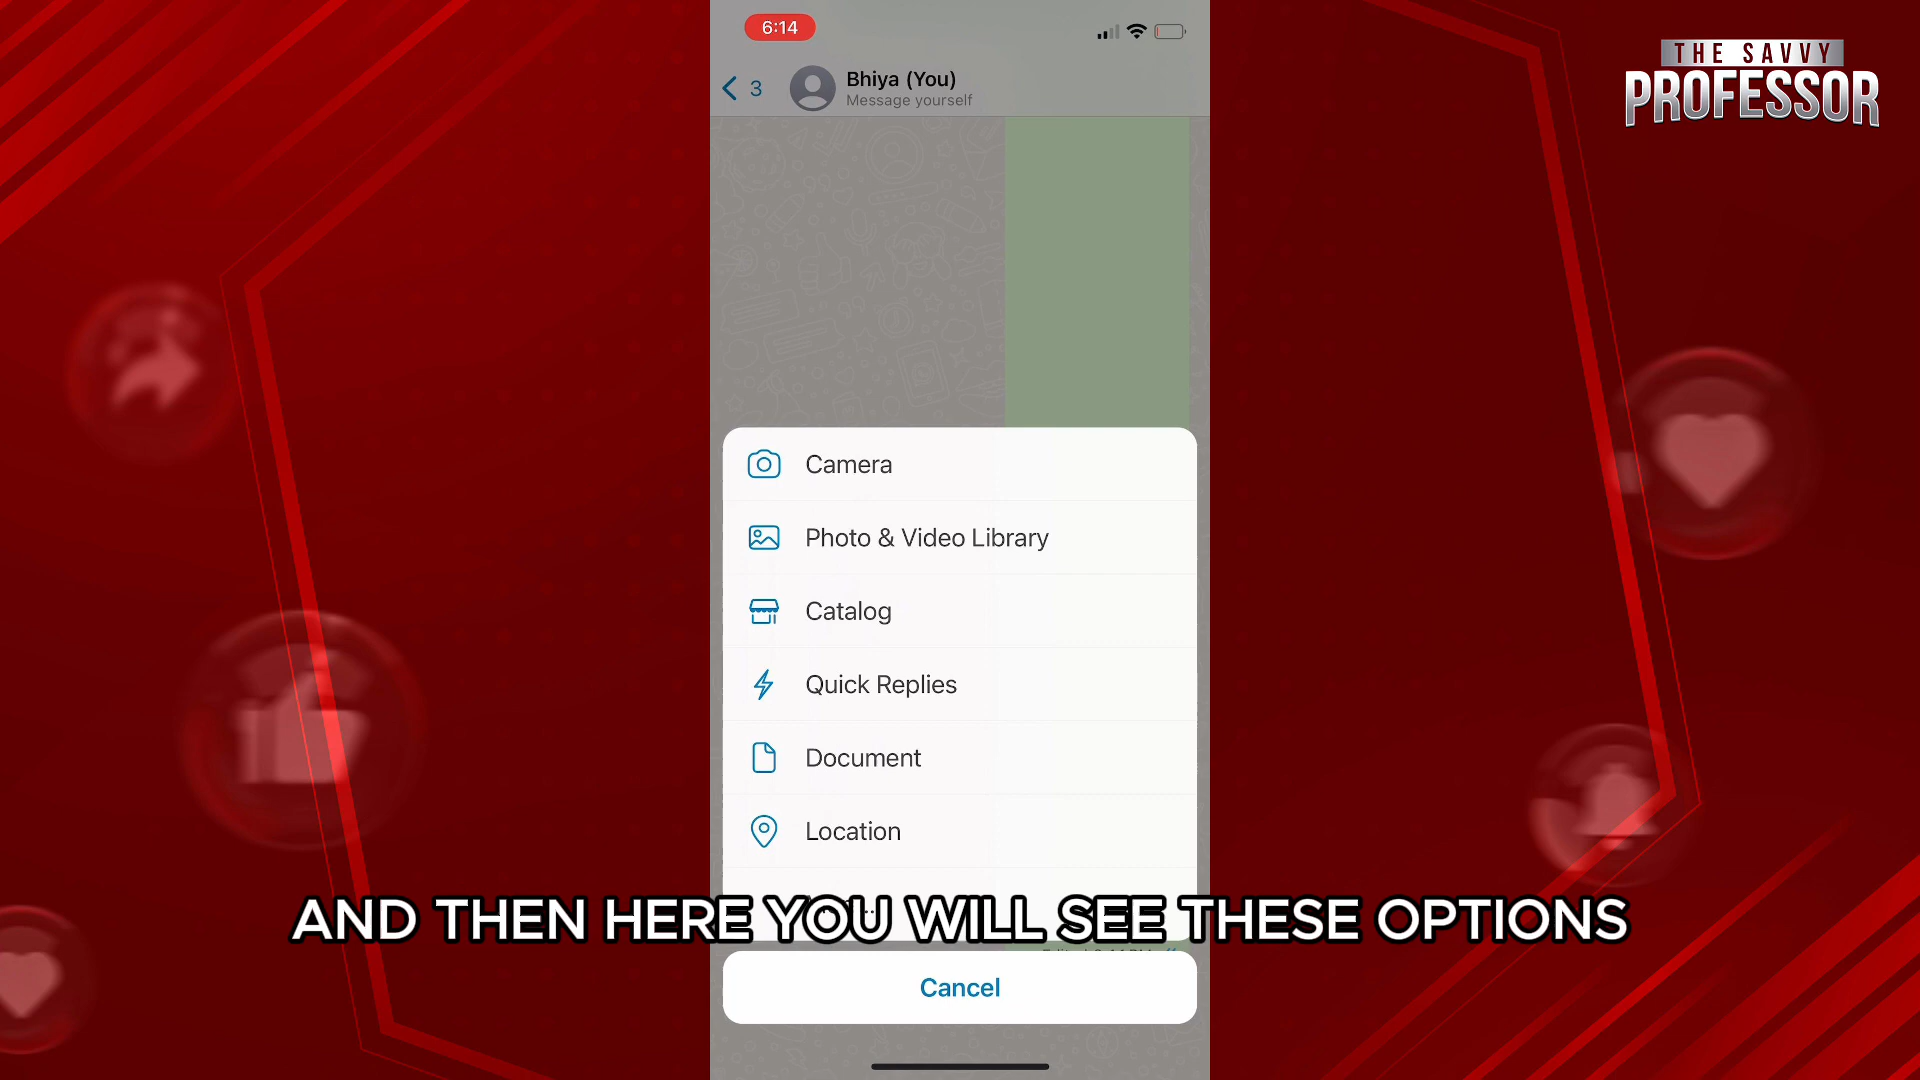 THE SAVVY
PROFESSOR
6:14
3
Bhiya (You)
Message yourself
Camera
Photo & Video Library
Catalog
Quick Replies
Document
Location
AND THEN HERE YOU WILL SEE THESE OPTIONS
Cancel